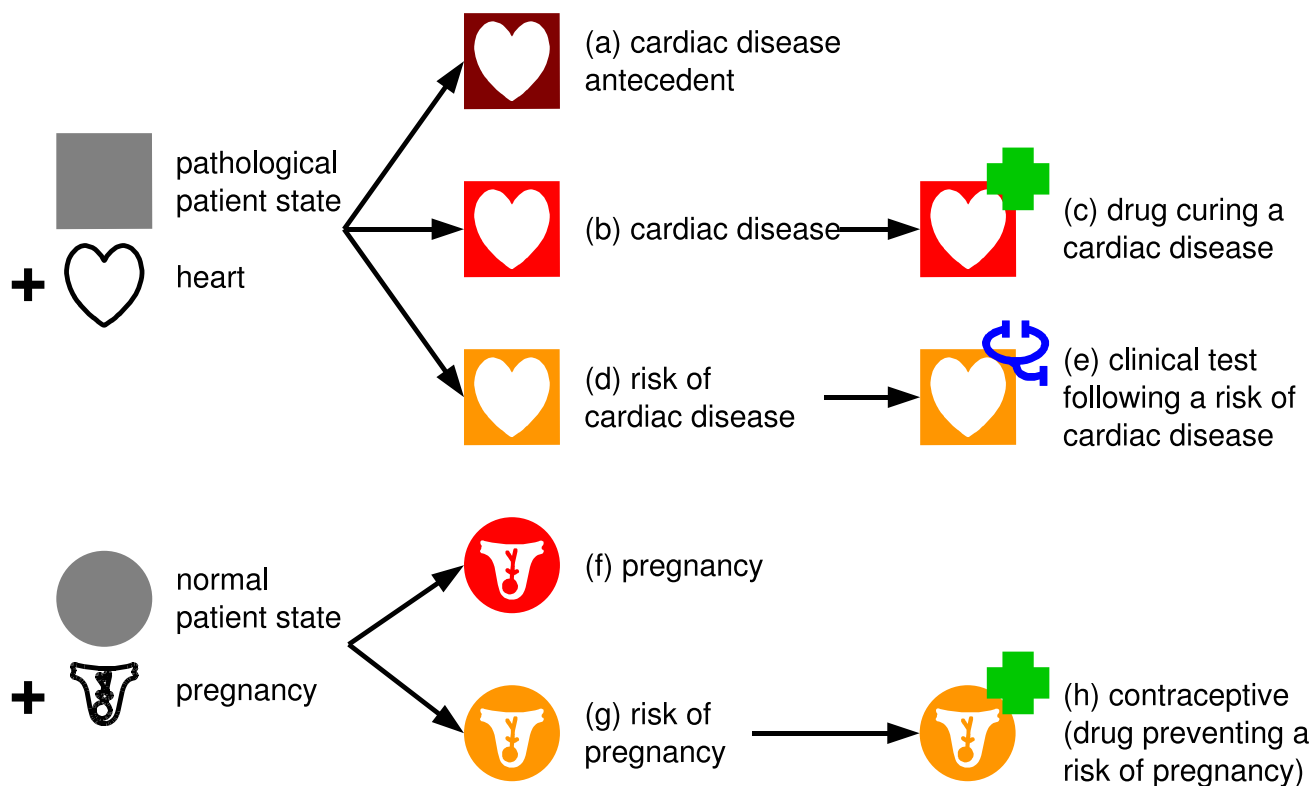 (a) cardiac disease
antecedent
pathological
patient state
+
heart
(b) cardiac disease
(c) drug curing a
cardiac disease
(d) risk of
cardiac disease
(e) clinical test
following a risk of
cardiac disease
normal
patient state
+
pregnancy
(f) pregnancy
(g) risk of
pregnancy
(h) contraceptive
(drug preventing a
risk of pregnancy)